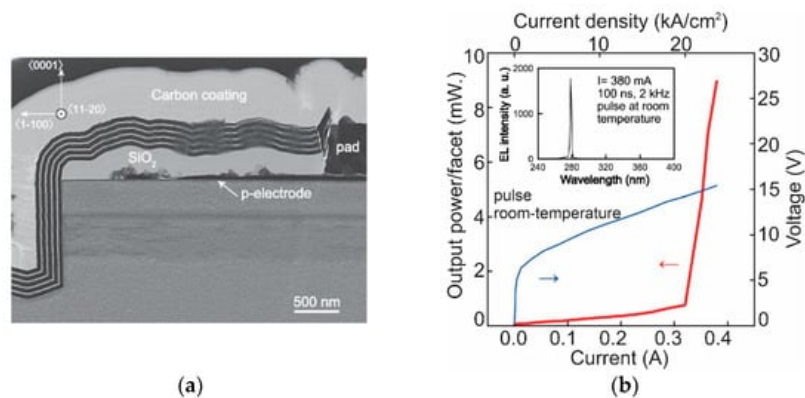 (a)
⟨0001⟩
⟨11-20⟩
⟨1-100⟩
Carbon coating
SiO2
pad
p-electrode
500 nm
(b)
Current density (kA/cm2)
0 10 20
10
8
6
4
2
0
Output power/facet (mW.)
30
25
20
15
10
5
0
Voltage (V)
EL intensity (a. u.)
2000
1000
0
I= 380 mA
100 ns, 2 kHz
pulse at room
temperature
240 280 320 360 400
Wavelength (nm)
pulse
room-temperature
0.0 0.1 0.2 0.3 0.4
Current (A)